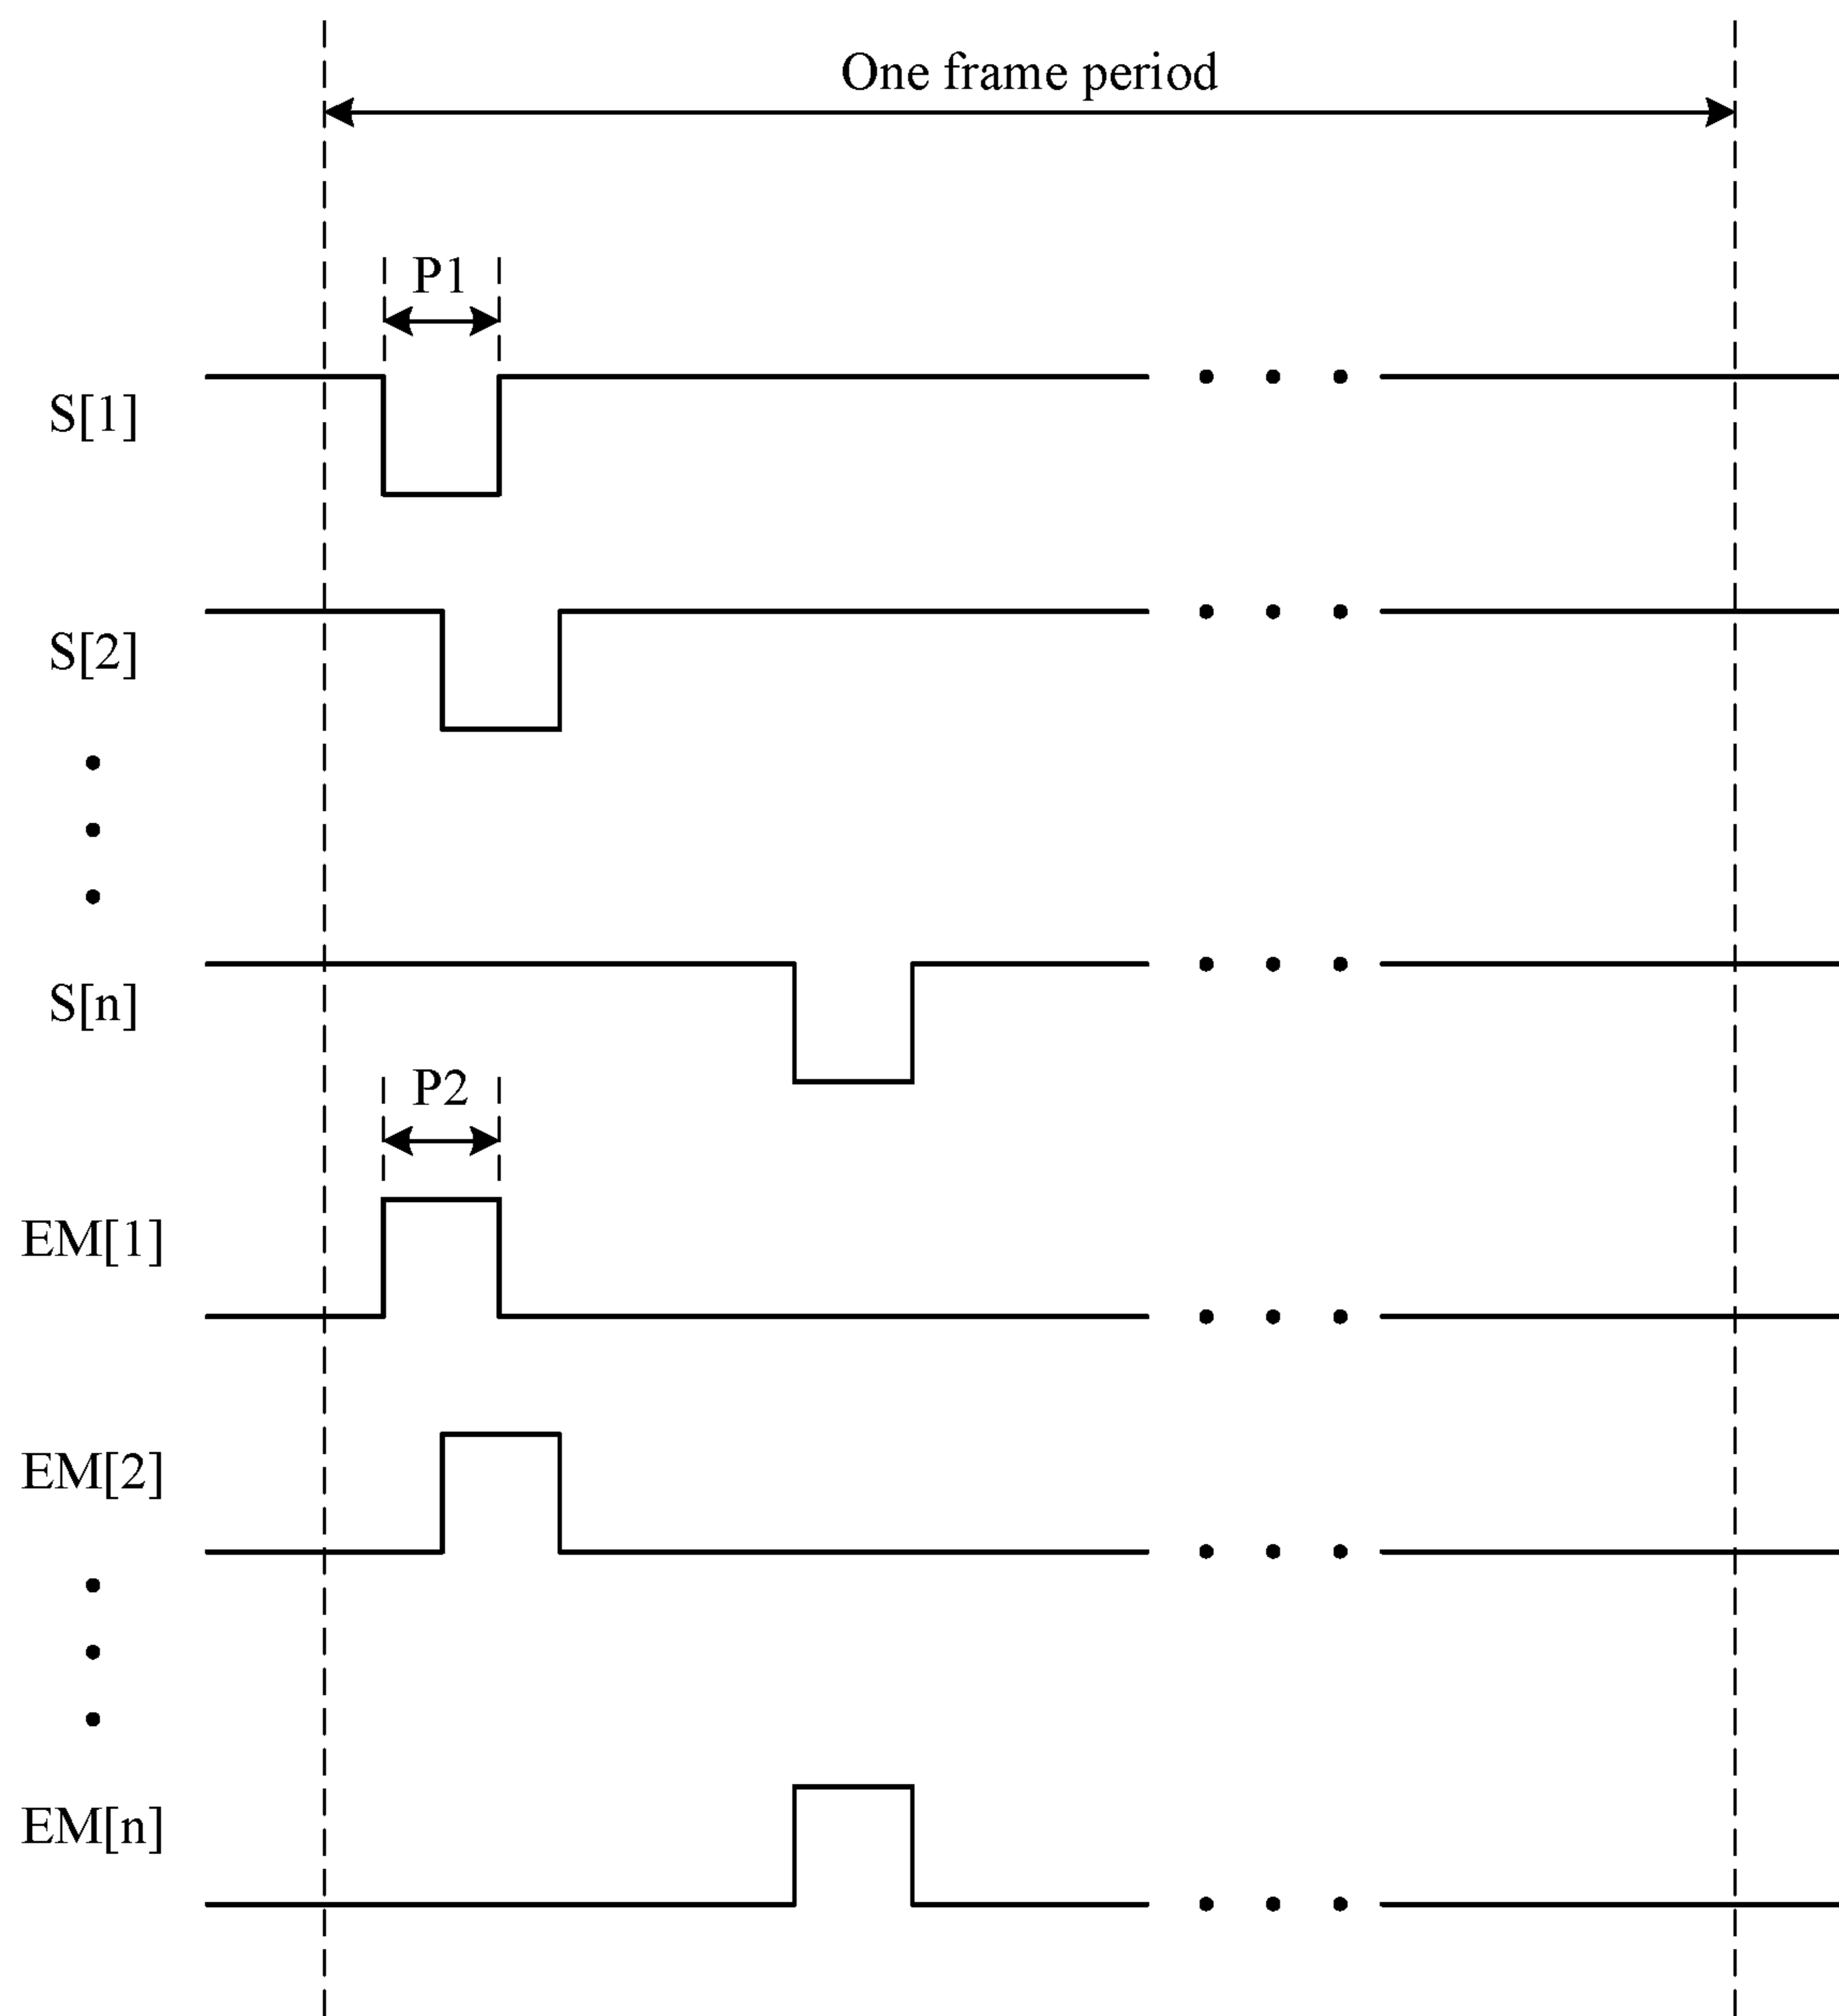 One frame period
P1
S[1]
S[2]
S[n]
P2
EM[1]
EM[2]
EM[n]